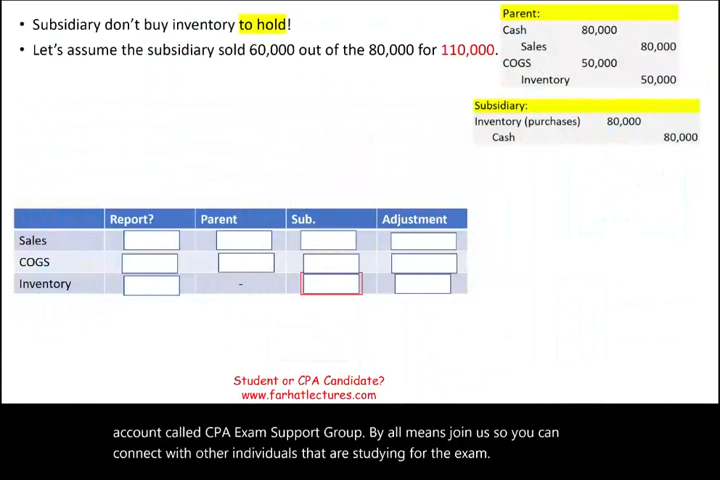 • Subsidiary don't buy inventory to hold!
• Let's assume the subsidiary sold 60,000 out of the 80,000 for 110,000.
Parent:
Cash 80,000
Sales 80,000
COGS 50,000
Inventory 50,000
Subsidiary:
Inventory (purchases) 80,000
Cash 80,000
Report? Parent Sub. Adjustment
Sales
COGS
Inventory -
Student or CPA Candidate?
www.farhatlectures.com
account called CPA Exam Support Group. By all means join us so you can
connect with other individuals that are studying for the exam.